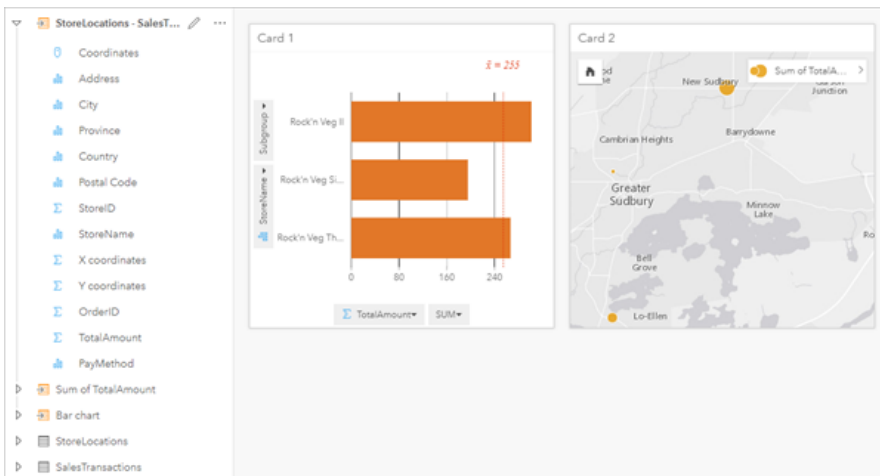 StoreLocations - SalesT...
Coordinates
Address
City
Province
Country
Postal Code
StoreID
StoreName
X coordinates
Y coordinates
OrderID
TotalAmount
PayMethod
Sum of TotalAmount
Bar chart
StoreLocations
SalesTransactions
Card 1
x̄ = 255
Subgroup
StoreName
Rock'n Veg II
Rock'n Veg Si...
Rock'n Veg Th...
0 80 160 240
TotalAmount SUM
Card 2
New Sudbury
Sum of TotalA...
Junction
Cambrian Heights
Barrydowne
Greater
Sudbury
Minnow
Lake
Ro
Bell
Grove
Lo-Ellen